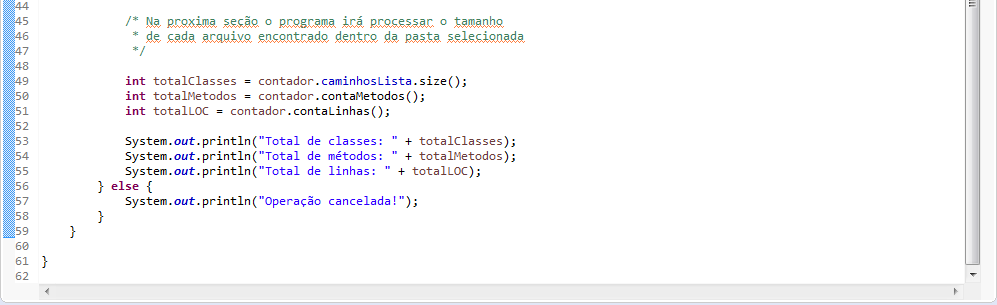 44
45 /* Na proxima seção o programa irá processar o tamanho
46 * de cada arquivo encontrado dentro da pasta selecionada
47 */
48
49 int totalClasses = contador.caminhosLista.size();
50 int totalMetodos = contador.contaMetodos();
51 int totalLOC = contador.contaLinhas();
52
53 System.out.println("Total de classes: " + totalClasses);
54 System.out.println("Total de métodos: " + totalMetodos);
55 System.out.println("Total de linhas: " + totalLOC);
56 } else {
57 System.out.println("Operação cancelada!");
58 }
59 }
60
61 }
62